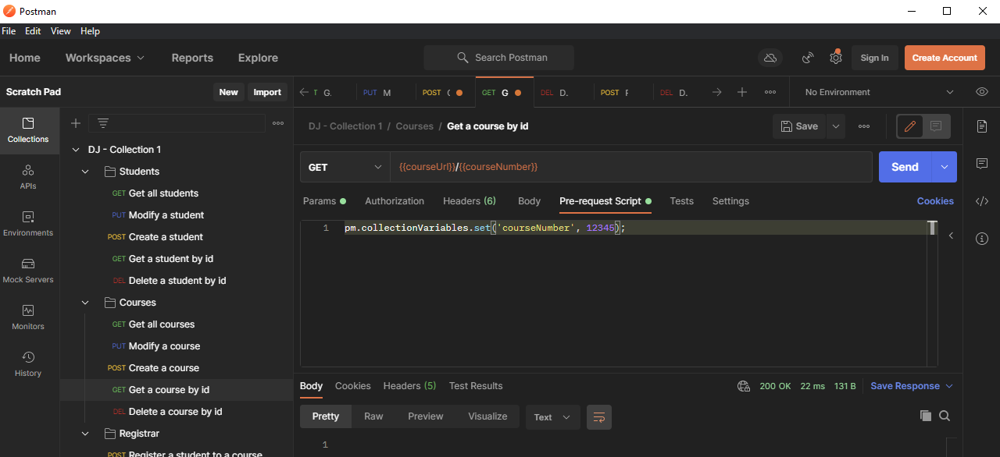 Postman
File Edit View Help
Home Workspaces Reports Explore Search Postman Sign In Create Account
Scratch Pad New Import T G. PUT M POST GET G DEL D. POST DEL D. No Environment
Collections
APIs
Environments
Mock Servers
Monitors
History
DJ - Collection 1
Students
GET Get all students
PUT Modify a student
POST Create a student
GET Get a student by id
DEL Delete a student by id
Courses
GET Get all courses
PUT Modify a course
POST Create a course
GET Get a course by id
DEL Delete a course by id
Registrar
POST Register a student to a course
DJ - Collection 1 / Courses / Get a course by id Save
GET {{courseUrl}}/{{courseNumber}} Send
Params Authorization Headers (6) Body Pre-request Script Tests Settings Cookies
1 pm.collectionVariables.set('courseNumber', 12345);
Body Cookies Headers (5) Test Results 200 OK 22 ms 131 B Save Response
Pretty Raw Preview Visualize Text
1